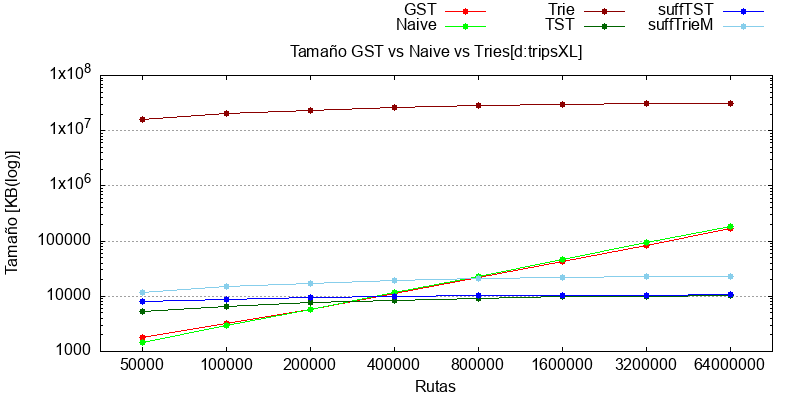 GST Trie suffTST
Naive TST suffTrieM
Tamaño GST vs Naive vs Tries[d:tripsXL]
1x10^8
1x10^7
1x10^6
100000
10000
1000
Tamaño [KB(log)]
50000 100000 200000 400000 800000 1600000 3200000 64000000
Rutas